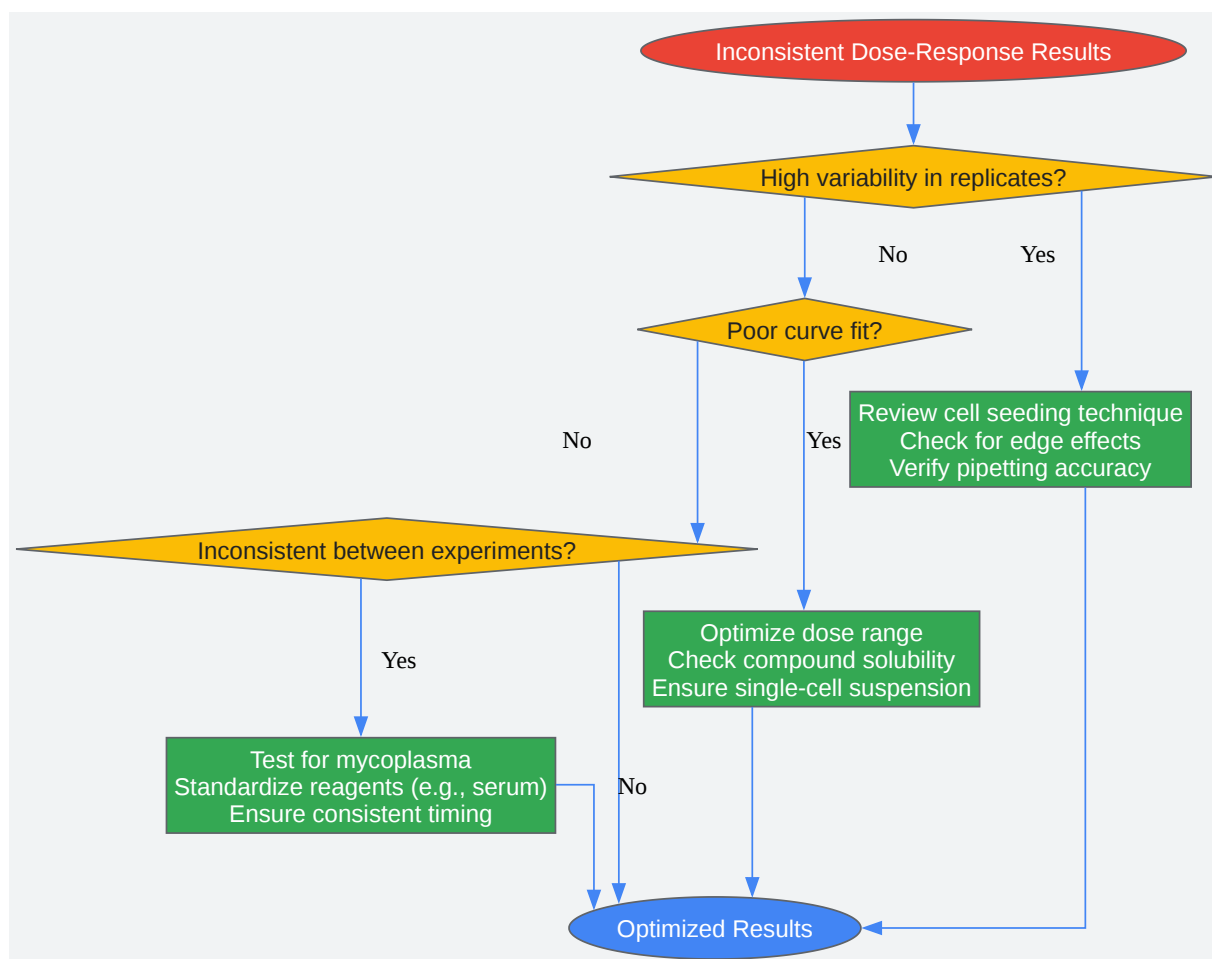 Inconsistent Dose-Response Results
High variability in replicates?
No
Yes
Poor curve fit?
Review cell seeding technique
Check for edge effects
Verify pipetting accuracy
No
Yes
Inconsistent between experiments?
Optimize dose range
Check compound solubility
Ensure single-cell suspension
Yes
Test for mycoplasma
Standardize reagents (e.g., serum)
Ensure consistent timing
No
Optimized Results